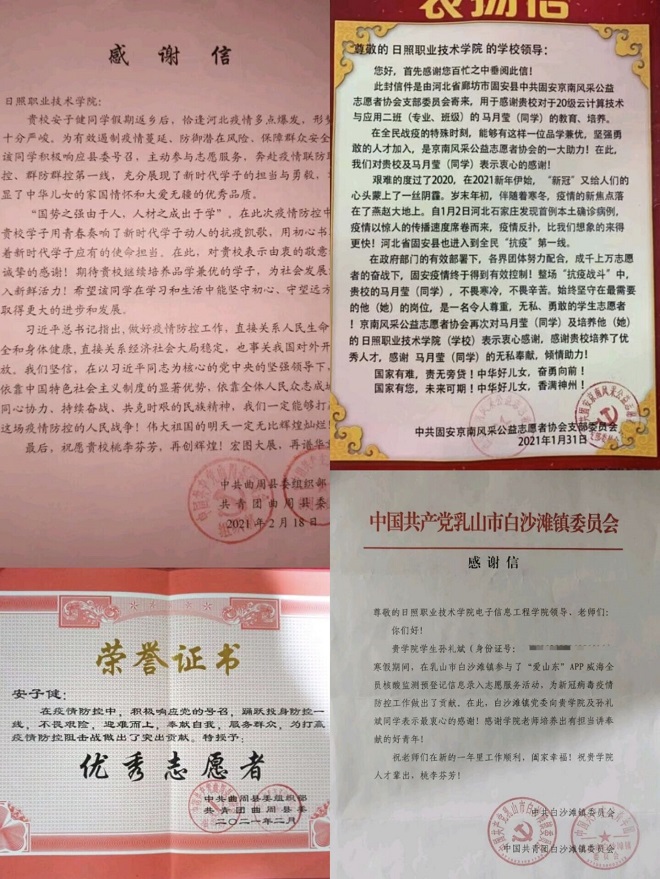 感谢信
日照职业技术学院：
贵校安子健同学假期返乡后，恰逢河北疫情多点爆发，形势
十分严峻。为有效遏制疫情蔓延、防御潜在风险、保障群众安全
该同学积极响应县委号召，主动参与志愿服务，奔赴疫情联防联
控、群防群控第一线，充分展现了新时代学子的担当与勇毅，
显了中华儿女的家国情怀和大爱无疆的优秀品质。
“国势之强由于人，人材之成出于学”。在此次疫情防控中
贵校学子用青春奏响了新时代学子动人的抗疫凯歌，用初心书
着新时代学子应有的使命担当。在此，对贵校表示由衷的敬意
诚挚的感谢！期待贵校继续培养品学兼优的学子，为社会发展
入新鲜活力！希望该同学在学习和生活中能坚守初心、守望远方
取得更大的进步和发展。
习近平总书记指出，做好疫情防控工作，直接关系人民生命
全和身体健康，直接关系经济社会大局稳定，也事关我国对外开
放。我们坚信，在以习近平同志为核心的党中央的坚强领导下，
依靠中国特色社会主义制度的显著优势，依靠全体人民众志成城
同心协力、持续奋战、共克时艰的民族精神，我们一定能够打
这场疫情防控的人民战争！伟大祖国的明天一定无比辉煌灿烂！
最后，祝愿贵校桃李芬芳，再创辉煌！宏图大展，再谱华
中共曲周县委组织部
共青团曲周县委
2021年2月18日
表扬信
尊敬的 日照职业技术学院 的学校领导：
您好，首先感谢您百忙之中垂阅此信！
此封信件是由河北省廊坊市固安县中共固安京南风采公益
志愿者协会支部委员会寄来，用于感谢贵校对于20级云计算技术
与应用二班（专业、班级）的 马月莹（同学）的教育、培养。
在全民战疫的特殊时刻，能够有这样一位品学兼优，坚强勇
敢的人才加入，是京南风采公益志愿者协会的一大助力！在此，
我们对贵校及马月莹（同学）表示衷心的感谢！
艰难的度过了2020，在2021新年伊始，“新冠”又给人们的
心头蒙上了一丝阴霾。岁末年初，伴随着寒冬，疫情的新焦点落
在了燕赵大地上。自1月2日河北石家庄发现首例本土确诊病例，
疫情以惊人的传播速度席卷而来，疫情反扑，比我们想象的来得
更快！河北省固安县也进入到全民“抗疫”第一线。
在政府部门的有效部署下，各界团体努力配合，成千上万志愿
者的奋战下，固安疫情终于得到有效控制！整场“抗疫战斗”中，
贵校的马月莹（同学），不畏寒冷，不畏辛苦。始终坚守在最需要
的他（她）的岗位，是一名令人尊重，无私、勇敢的学生志愿者
！京南风采公益志愿者协会再次对马月莹（同学）及培养他（她）
的 日照职业技术学院（学校）表示衷心感谢，感谢贵校培养了优
秀人才，感谢 马月莹（同学）的无私奉献，倾情助力！
国家有难，责无旁贷！中华好儿女，奋勇向前！
国家有您，未来可期！中华好儿女，香满神州！
中共固安京南风采公益志愿者协会支部委员会
2021年1月31日
荣誉证书
安子健：
在疫情防控中，积极响应党的号召，踊跃投身防控一
线，不畏艰险，迎难而上，奉献自我，服务群众，为打赢
疫情防控阻击战做出了突出贡献。特授予：
优秀志愿者
中共曲周县委组织部
共青团曲周县委
二〇二一年二月
中国共产党乳山市白沙滩镇委员会
感谢信
尊敬的日照职业技术学院电子信息工程学院领导、老师们：
你们好！
贵学院学生孙礼斌（身份证号：
寒假期间，在乳山市白沙滩镇参与了“爱山东”APP威海全
员核酸监测预登记信息录入志愿服务活动，为新冠病毒疫情
防控工作做出了贡献。在此，白沙滩镇党委向贵学院及孙礼
斌同学表示最衷心的感谢！感谢学院老师培养出有担当讲奉
献的好青年！
祝老师们在新的一年里工作顺利，阖家幸福！祝贵学院
人才辈出，桃李芬芳！
中共白沙滩镇委员会
中国共青团白沙滩镇委员会